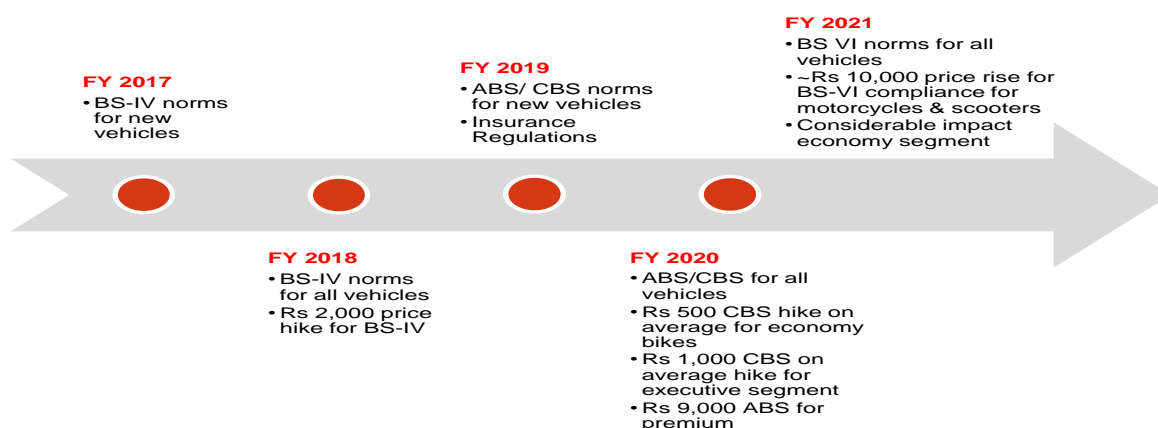 FY 2017
• BS-IV norms
for new
vehicles
FY 2018
• BS-IV norms
for all vehicles
• Rs 2,000 price
hike for BS-IV
FY 2019
• ABS/ CBS norms
for new vehicles
• Insurance
Regulations
FY 2020
• ABS/CBS for all
vehicles
• Rs 500 CBS hike on
average for economy
bikes
• Rs 1,000 CBS on
average hike for
executive segment
• Rs 9,000 ABS for
premium
FY 2021
• BS VI norms for all
vehicles
• ~Rs 10,000 price rise for
BS-VI compliance for
motorcycles & scooters
• Considerable impact
economy segment